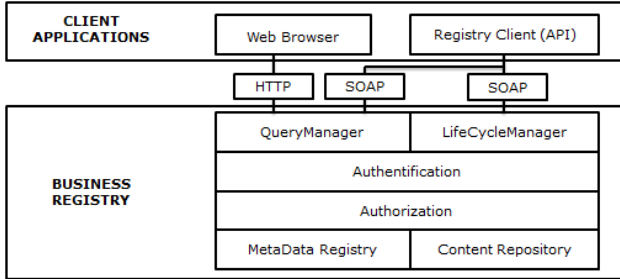 CLIENT
APPLICATIONS
Web Browser
Registry Client (API)
HTTP
SOAP
SOAP
QueryManager
LifeCycleManager
Authentification
BUSINESS
REGISTRY
Authorization
MetaData Registry
Content Repository